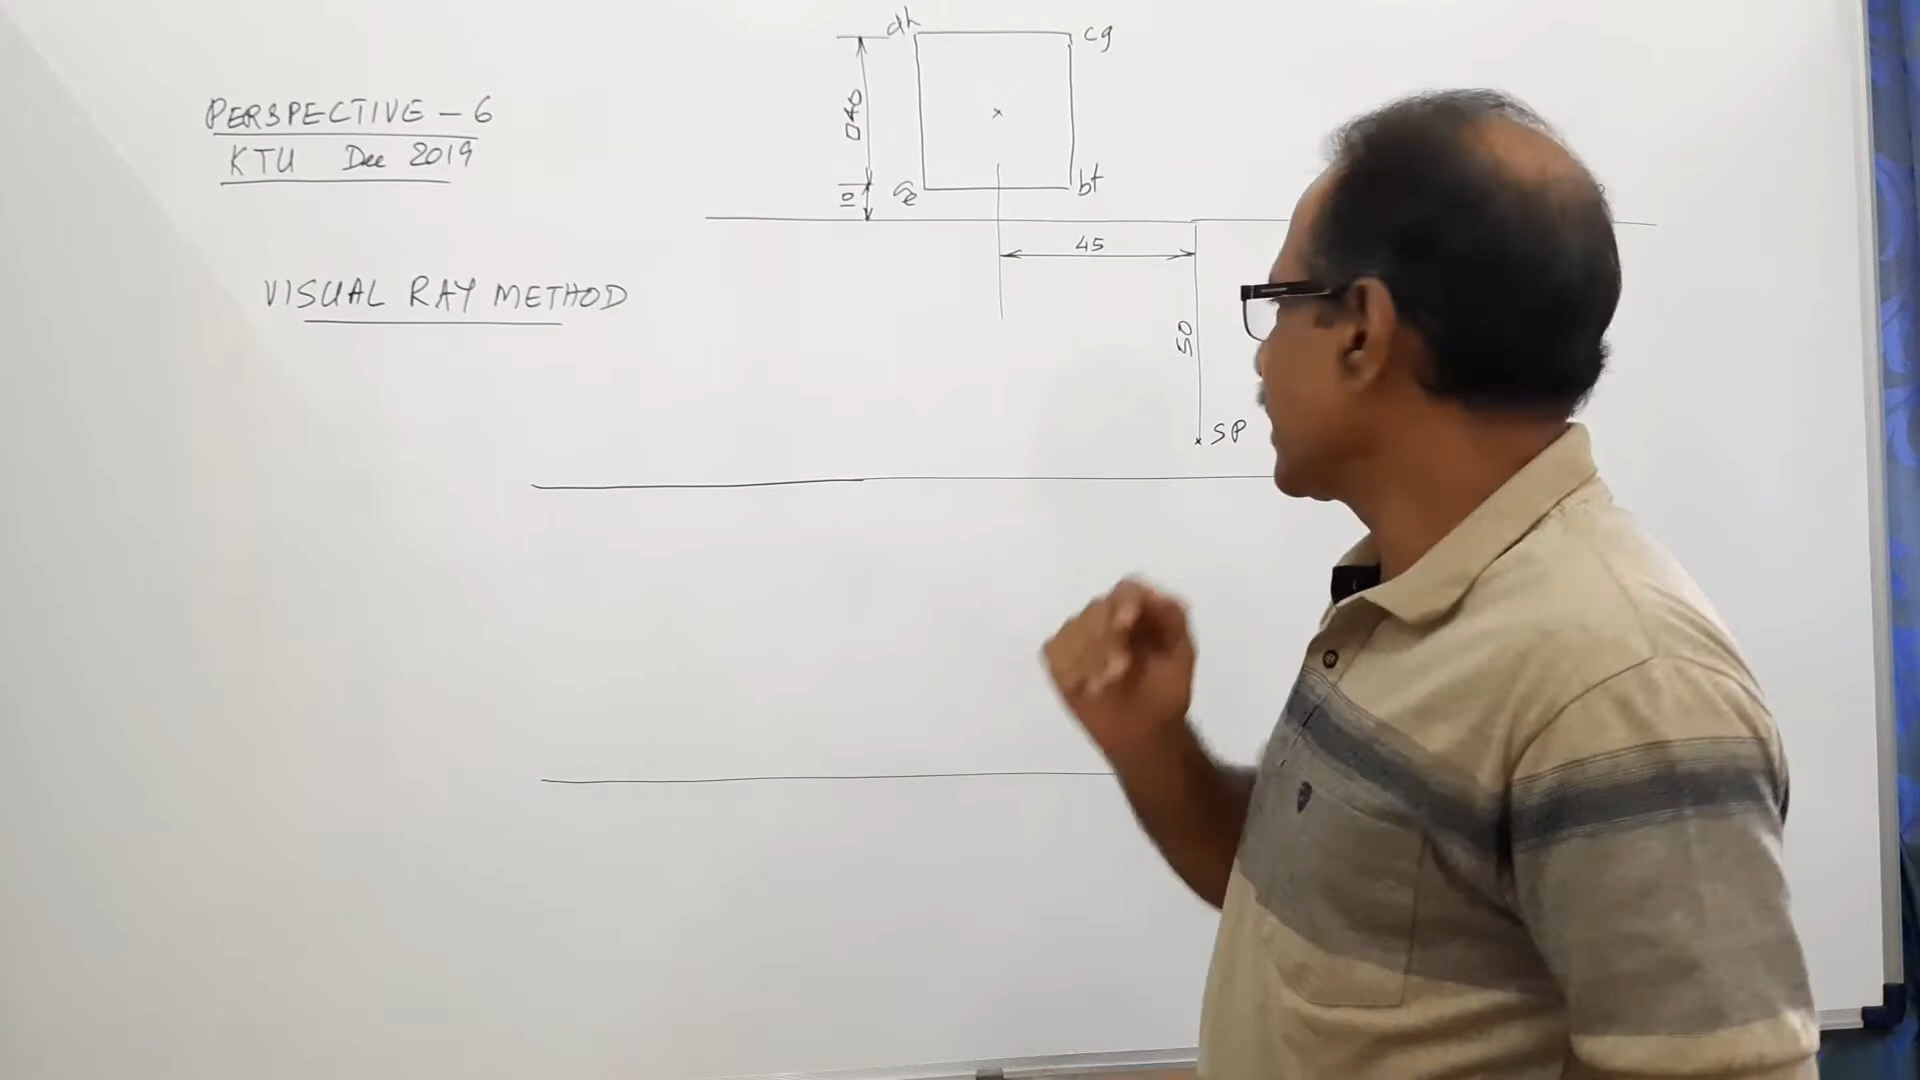 dh
cg
PERSPECTIVE – 6
KTU Dec 2019
□40
10
bf
45
VISUAL RAY METHOD
50
SP